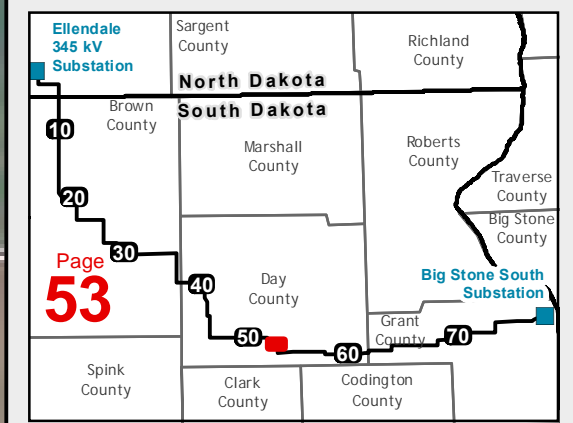 Ellendale
345 kV
Substation
Sargent
County
Richland
County
North Dakota
South Dakota
Brown
County
10
Marshall
County
Roberts
County
Traverse
County
20
Big Stone
County
30
Page
53
40
Day
County
Big Stone South
Substation
50
60
Grant
County
70
Spink
County
Clark
County
Codington
County